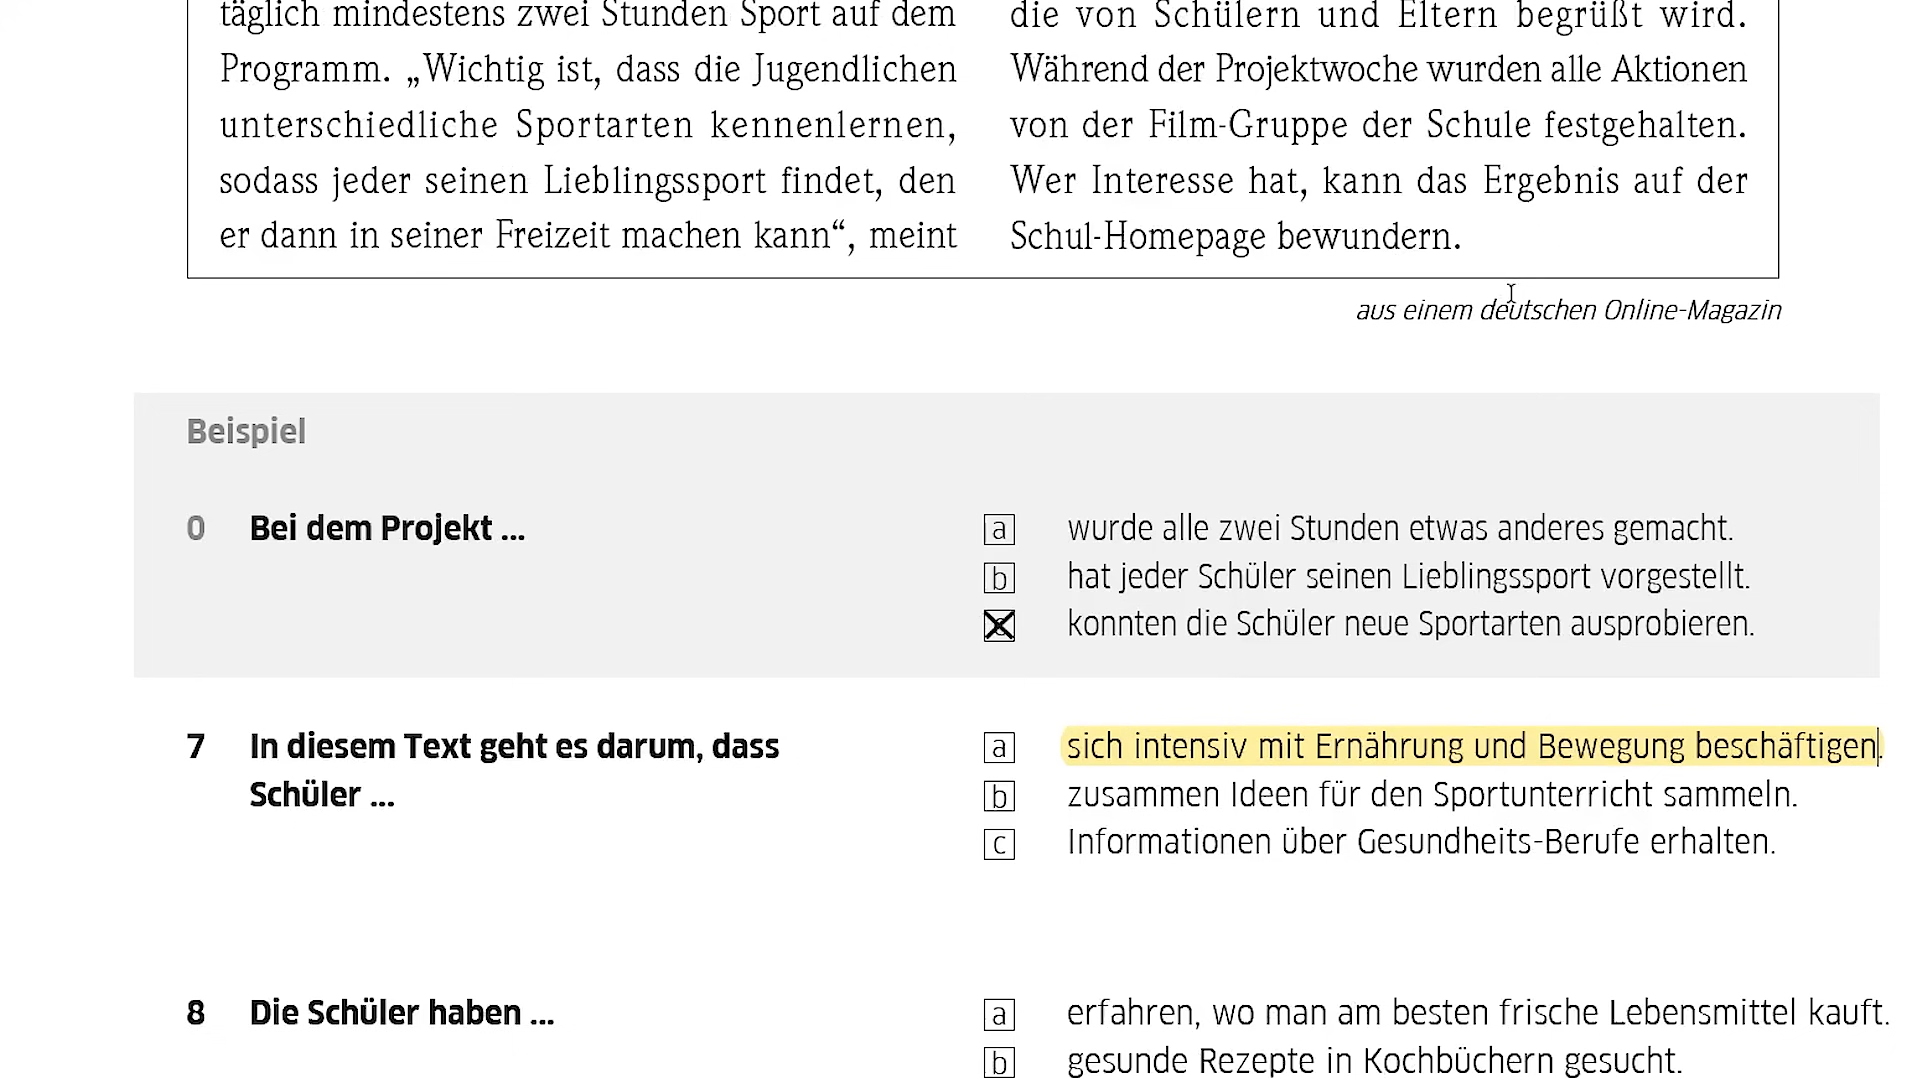 täglich mindestens zwei Stunden Sport auf dem
Programm. „Wichtig ist, dass die Jugendlichen
unterschiedliche Sportarten kennenlernen,
sodass jeder seinen Lieblingssport findet, den
er dann in seiner Freizeit machen kann“, meint
die von Schülern und Eltern begrüßt wird.
Während der Projektwoche wurden alle Aktionen
von der Film-Gruppe der Schule festgehalten.
Wer Interesse hat, kann das Ergebnis auf der
Schul-Homepage bewundern.
aus einem deutschen Online-Magazin
Beispiel
0 Bei dem Projekt ...
a wurde alle zwei Stunden etwas anderes gemacht.
b hat jeder Schüler seinen Lieblingssport vorgestellt.
c konnten die Schüler neue Sportarten ausprobieren.
7 In diesem Text geht es darum, dass
Schüler ...
a sich intensiv mit Ernährung und Bewegung beschäftigen.
b zusammen Ideen für den Sportunterricht sammeln.
c Informationen über Gesundheits-Berufe erhalten.
8 Die Schüler haben ...
a erfahren, wo man am besten frische Lebensmittel kauft.
b gesunde Rezepte in Kochbüchern gesucht.